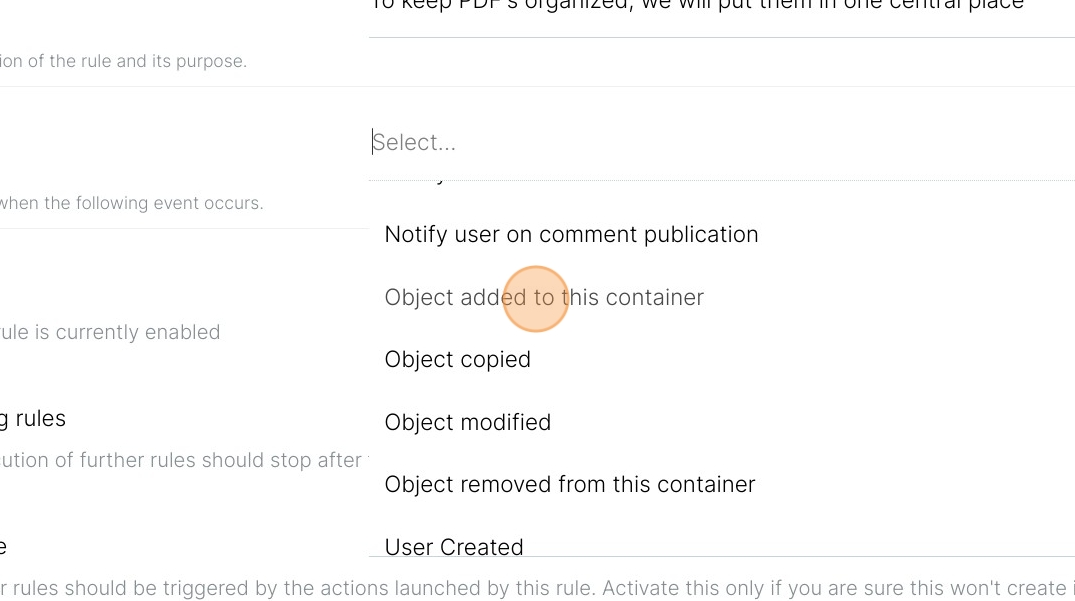 To keep PDF's organized, we will put them in one central place
ion of the rule and its purpose.
Select...
when the following event occurs.
Notify user on comment publication
Object added to this container
rule is currently enabled
Object copied
g rules
Object modified
cution of further rules should stop after
Object removed from this container
e
User Created
r rules should be triggered by the actions launched by this rule. Activate this only if you are sure this won't create i